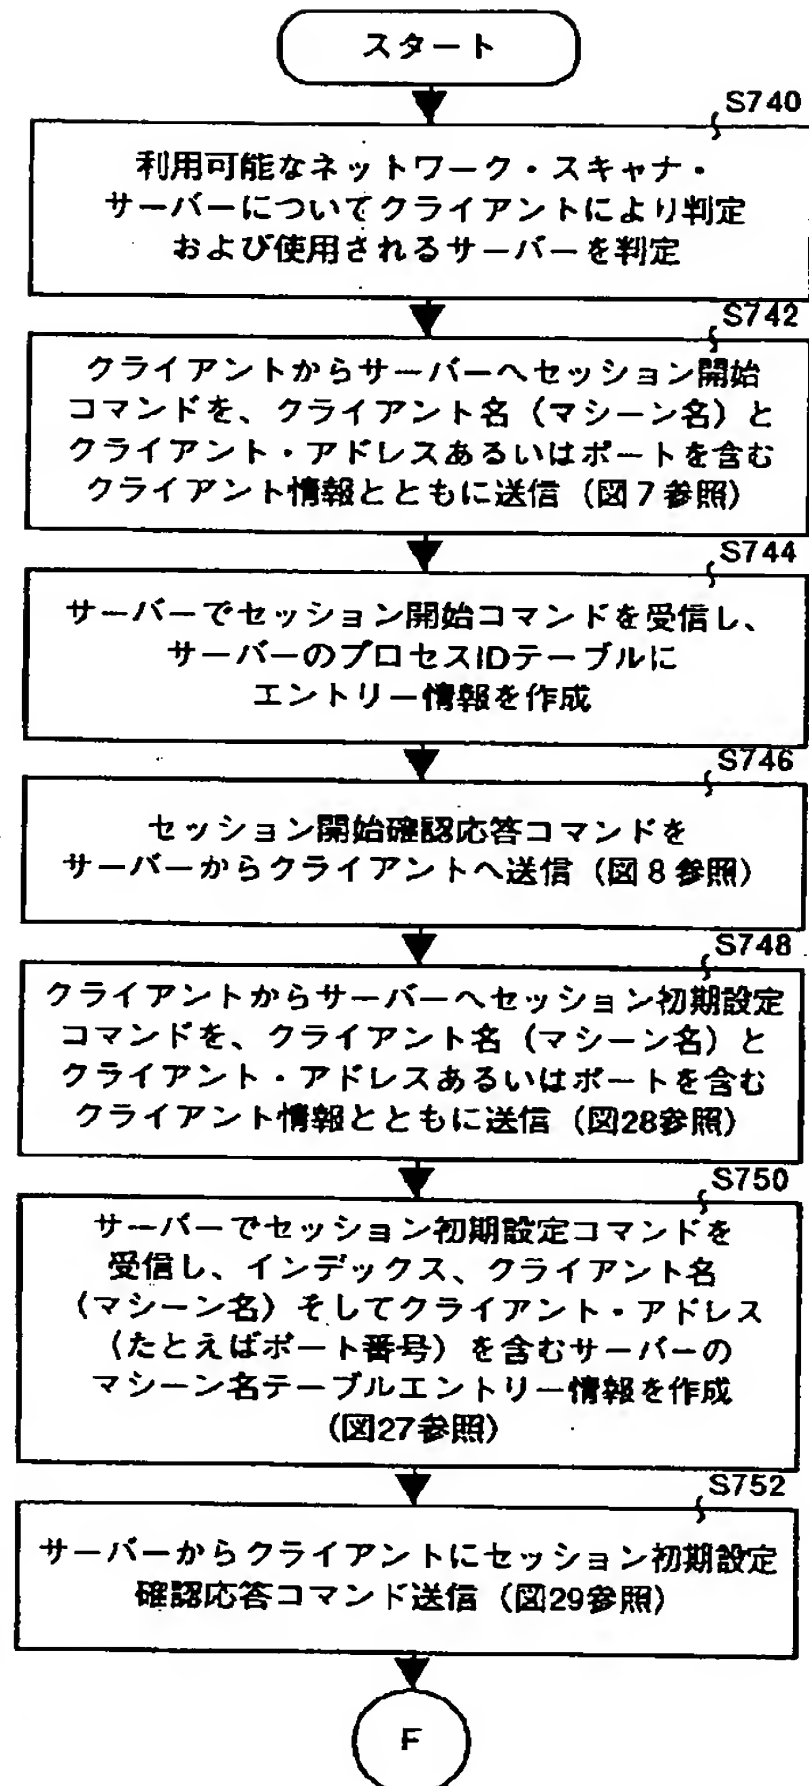 スタート
S740
利用可能なネットワーク・スキャナ・
サーバーについてクライアントにより判定
および使用されるサーバーを判定
S742
クライアントからサーバーへセッション開始
コマンドを、クライアント名（マシーン名）と
クライアント・アドレスあるいはポートを含む
クライアント情報とともに送信（図7参照）
S744
サーバーでセッション開始コマンドを受信し、
サーバーのプロセスIDテーブルに
エントリー情報を作成
S746
セッション開始確認応答コマンドを
サーバーからクライアントへ送信（図8参照）
S748
クライアントからサーバーへセッション初期設定
コマンドを、クライアント名（マシーン名）と
クライアント・アドレスあるいはポートを含む
クライアント情報とともに送信（図28参照）
S750
サーバーでセッション初期設定コマンドを
受信し、インデックス、クライアント名
（マシーン名）そしてクライアント・アドレス
（たとえばポート番号）を含むサーバーの
マシーン名テーブルエントリー情報を作成
（図27参照）
S752
サーバーからクライアントにセッション初期設定
確認応答コマンド送信（図29参照）
F